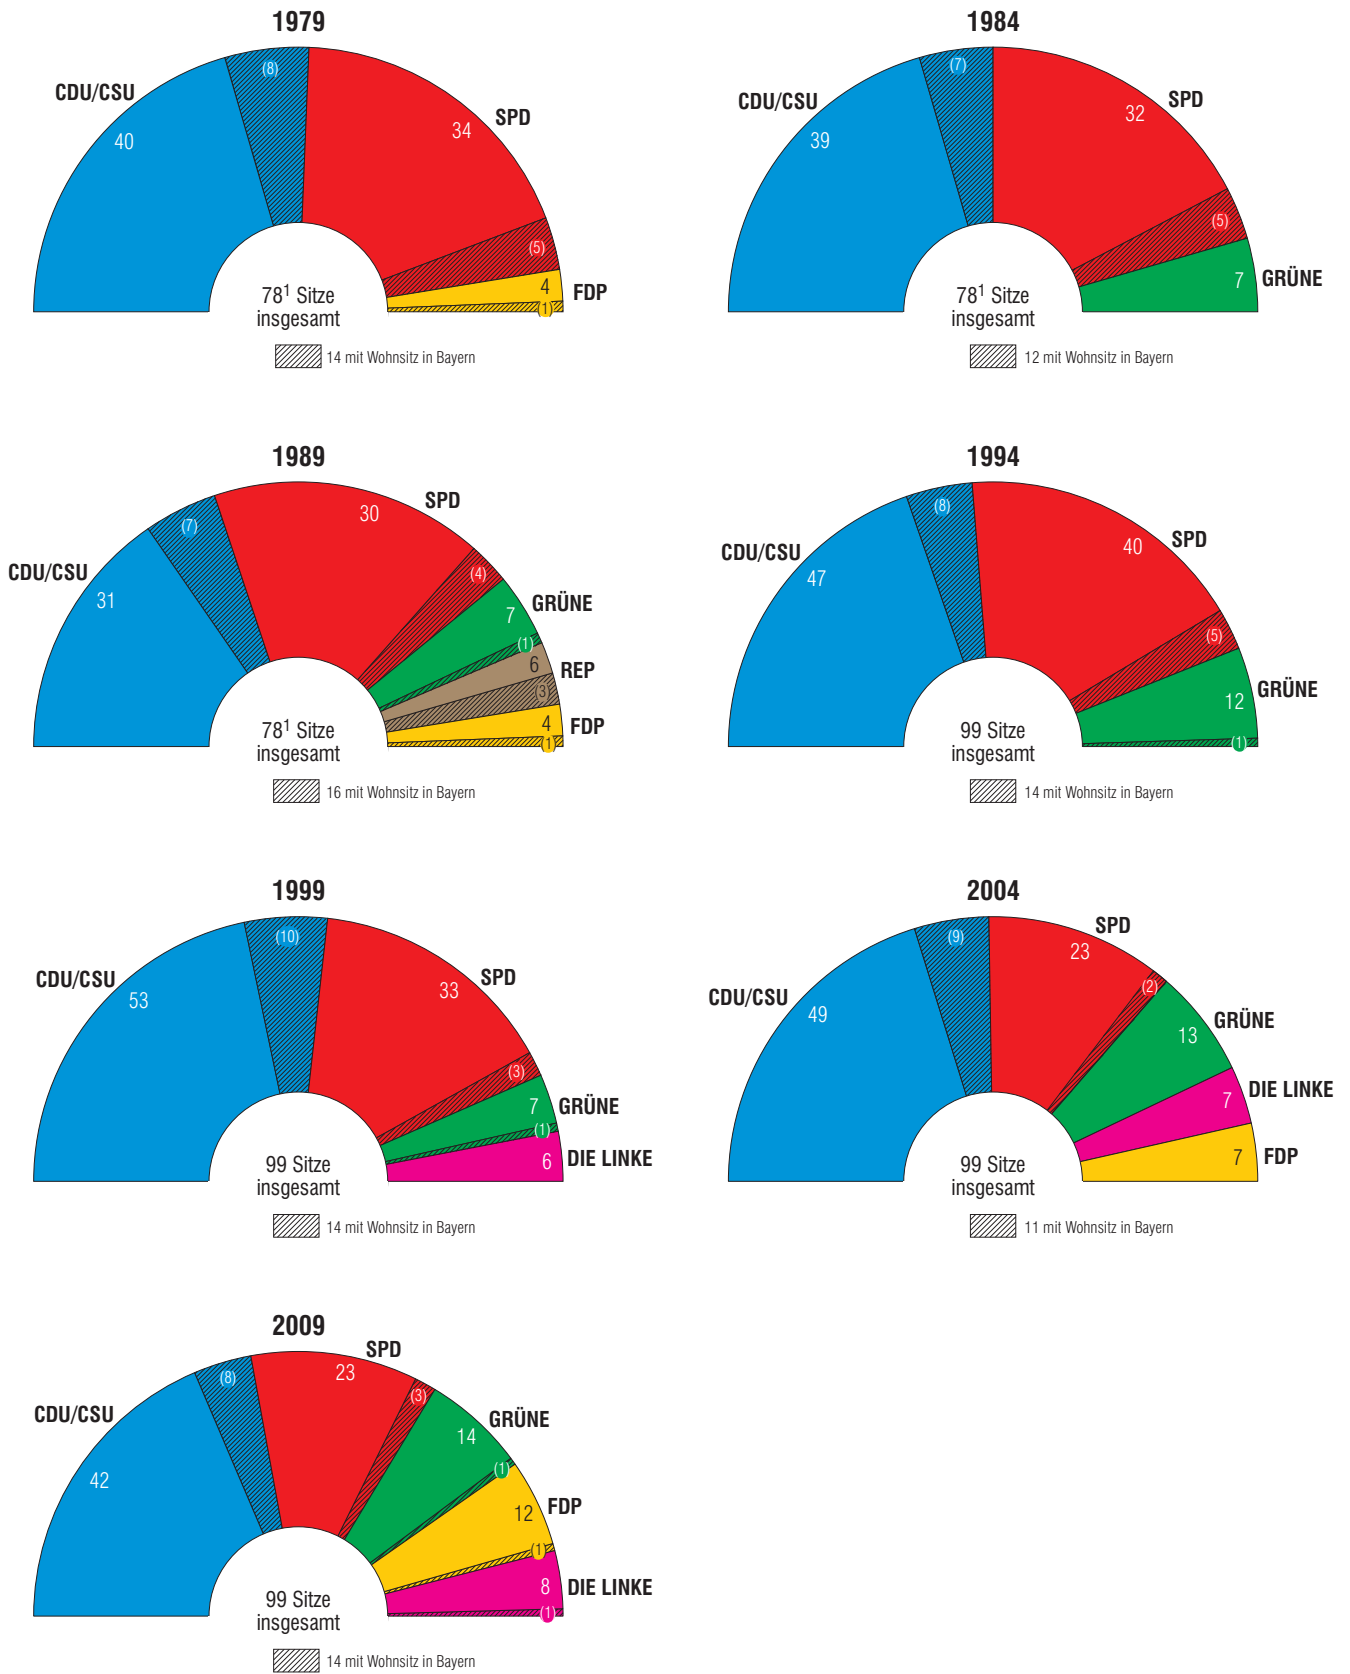 1979
CDU/CSU
40
(8)
SPD
34
(5)
4
FDP
(1)
78¹ Sitze
insgesamt
14 mit Wohnsitz in Bayern
1984
CDU/CSU
39
(7)
SPD
32
(5)
7
GRÜNE
78¹ Sitze
insgesamt
12 mit Wohnsitz in Bayern
1989
CDU/CSU
31
(7)
SPD
30
(4)
GRÜNE
7
(1)
REP
6
(3)
4
FDP
(1)
78¹ Sitze
insgesamt
16 mit Wohnsitz in Bayern
1994
CDU/CSU
47
(8)
SPD
40
(5)
GRÜNE
12
(1)
99 Sitze
insgesamt
14 mit Wohnsitz in Bayern
1999
CDU/CSU
53
(10)
SPD
33
(3)
7
GRÜNE
(1)
6
DIE LINKE
99 Sitze
insgesamt
14 mit Wohnsitz in Bayern
2004
CDU/CSU
49
(9)
SPD
23
(2)
GRÜNE
13
DIE LINKE
7
7
FDP
99 Sitze
insgesamt
11 mit Wohnsitz in Bayern
2009
CDU/CSU
42
(8)
SPD
23
(3)
GRÜNE
14
(1)
FDP
12
(1)
8
DIE LINKE
(1)
99 Sitze
insgesamt
14 mit Wohnsitz in Bayern